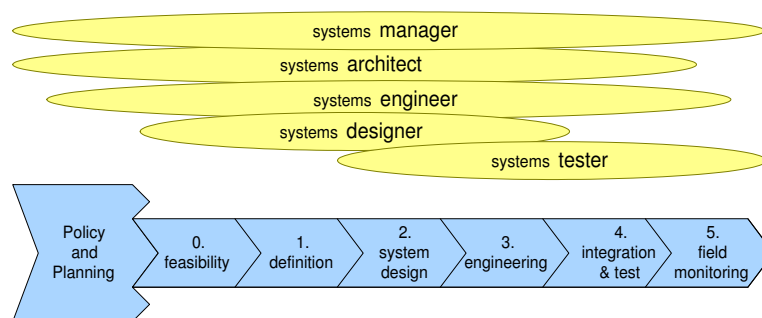 systems manager
systems architect
systems engineer
systems designer
systems tester
Policy
and
Planning
0.
feasibility
1.
definition
2.
system
design
3.
engineering
4.
integration
& test
5.
field
monitoring